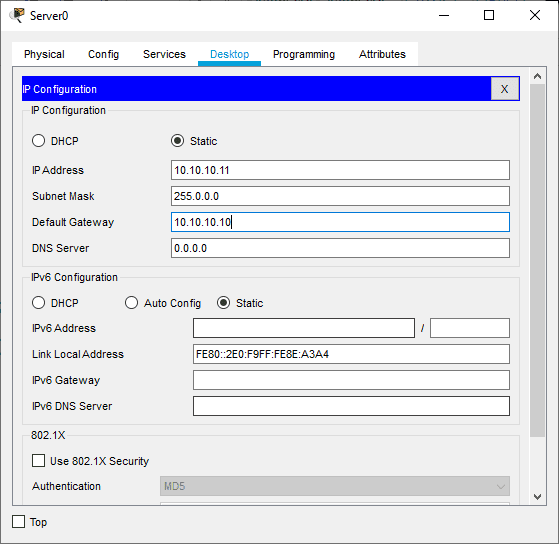 Server0
Physical Config Services Desktop Programming Attributes
IP Configuration X
IP Configuration
DHCP Static
IP Address 10.10.10.11
Subnet Mask 255.0.0.0
Default Gateway 10.10.10.10
DNS Server 0.0.0.0
IPv6 Configuration
DHCP Auto Config Static
IPv6 Address /
Link Local Address FE80::2E0:F9FF:FE8E:A3A4
IPv6 Gateway
IPv6 DNS Server
802.1X
Use 802.1X Security
Authentication MD5
Top